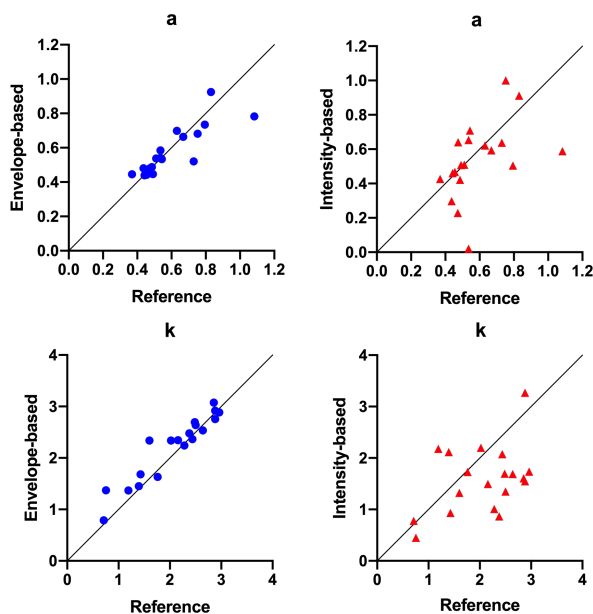 a
Envelope-based
1.2
1.0
0.8
0.6
0.4
0.2
0.0
0.0 0.2 0.4 0.6 0.8 1.0 1.2
Reference
a
Intensity-based
1.2
1.0
0.8
0.6
0.4
0.2
0.0
0.0 0.2 0.4 0.6 0.8 1.0 1.2
Reference
k
Envelope-based
4
3
2
1
0
0 1 2 3 4
Reference
k
Intensity-based
4
3
2
1
0
0 1 2 3 4
Reference